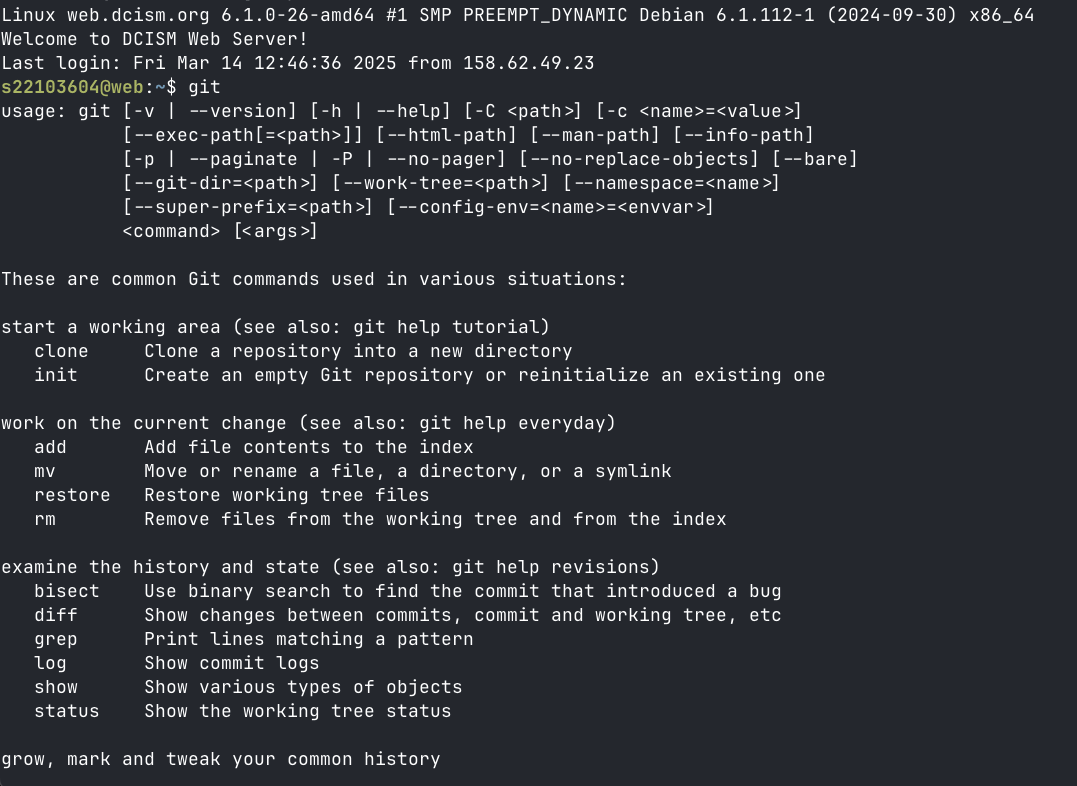 Linux web.dcism.org 6.1.0-26-amd64 #1 SMP PREEMPT_DYNAMIC Debian 6.1.112-1 (2024-09-30) x86_64
Welcome to DCISM Web Server!
Last login: Fri Mar 14 12:46:36 2025 from 158.62.49.23
s22103604@web:~$ git
usage: git [-v | --version] [-h | --help] [-C <path>] [-c <name>=<value>]
           [--exec-path[=<path>]] [--html-path] [--man-path] [--info-path]
           [-p | --paginate | -P | --no-pager] [--no-replace-objects] [--bare]
           [--git-dir=<path>] [--work-tree=<path>] [--namespace=<name>]
           [--super-prefix=<path>] [--config-env=<name>=<envvar>]
           <command> [<args>]

These are common Git commands used in various situations:

start a working area (see also: git help tutorial)
   clone     Clone a repository into a new directory
   init      Create an empty Git repository or reinitialize an existing one

work on the current change (see also: git help everyday)
   add       Add file contents to the index
   mv        Move or rename a file, a directory, or a symlink
   restore   Restore working tree files
   rm        Remove files from the working tree and from the index

examine the history and state (see also: git help revisions)
   bisect    Use binary search to find the commit that introduced a bug
   diff      Show changes between commits, commit and working tree, etc
   grep      Print lines matching a pattern
   log       Show commit logs
   show      Show various types of objects
   status    Show the working tree status

grow, mark and tweak your common history